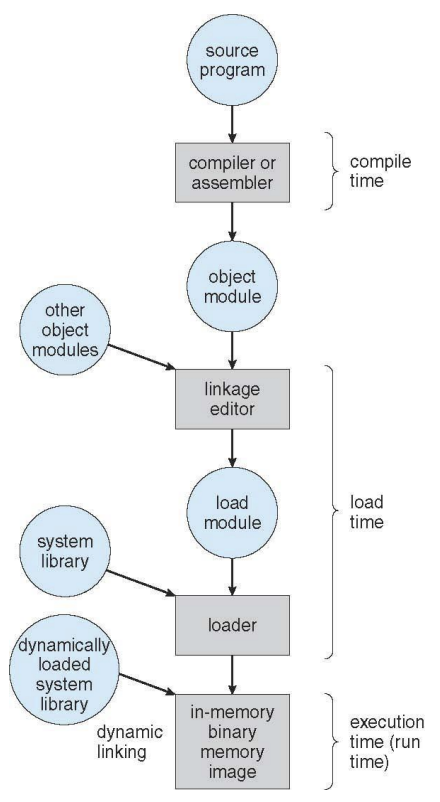 source
program
compiler or
assembler
compile
time
object
module
other
object
modules
linkage
editor
load
module
load
time
system
library
loader
dynamically
loaded
system
library
dynamic
linking
in-memory
binary
memory
image
execution
time (run
time)